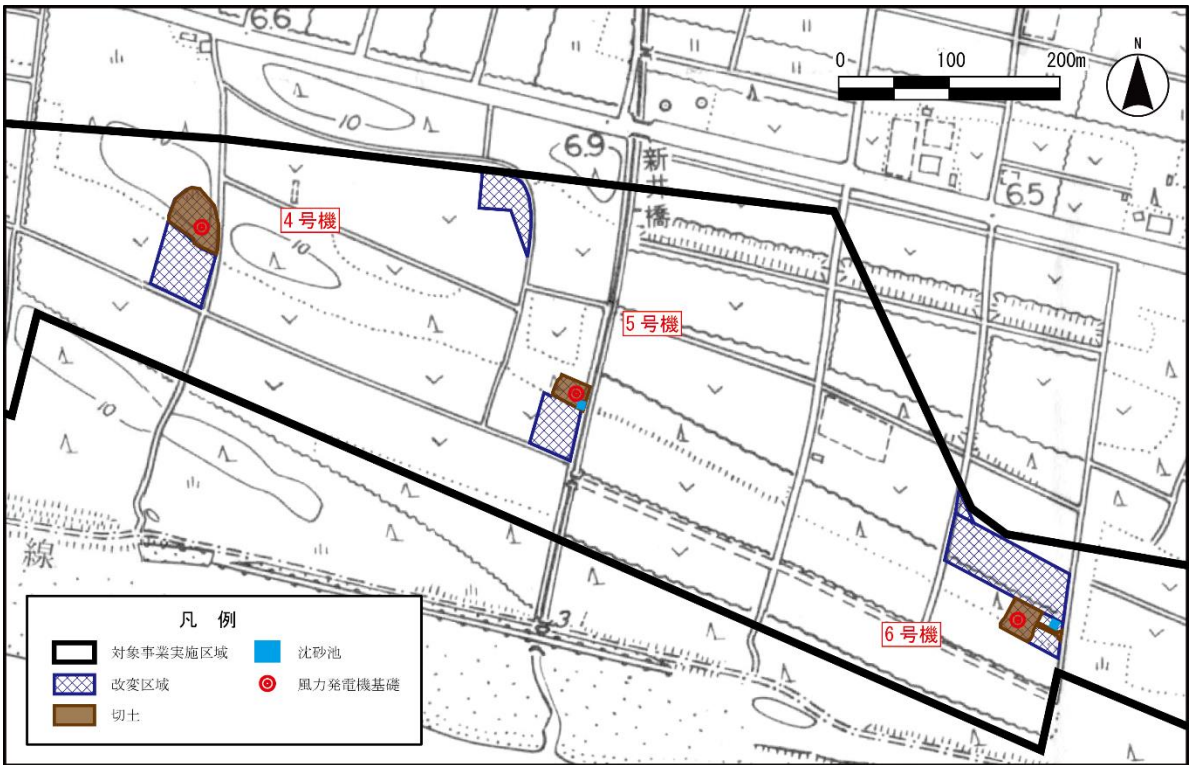 6.6
0 100 200m
N
10
6.9
新井橋
6.5
4号機
10
5号機
10
6号機
線
3
凡 例
対象事業実施区域
沈砂池
改変区域
風力発電機基礎
切土